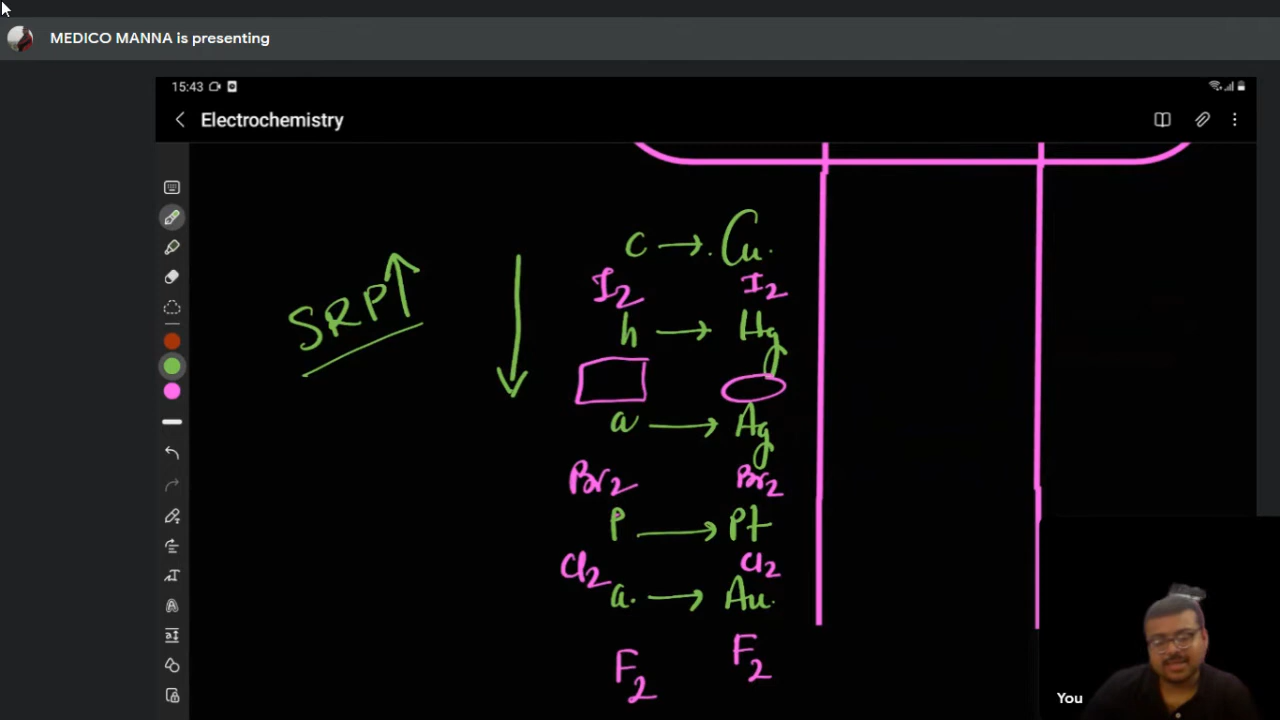 MEDICO MANNA is presenting
15:43
Electrochemistry
c → Cu
I2 I2
SRP↑
h → Hg
a → Ag
Br2 Br2
P → Pt
Cl2 Cl2
a → Au
F2 F2
You